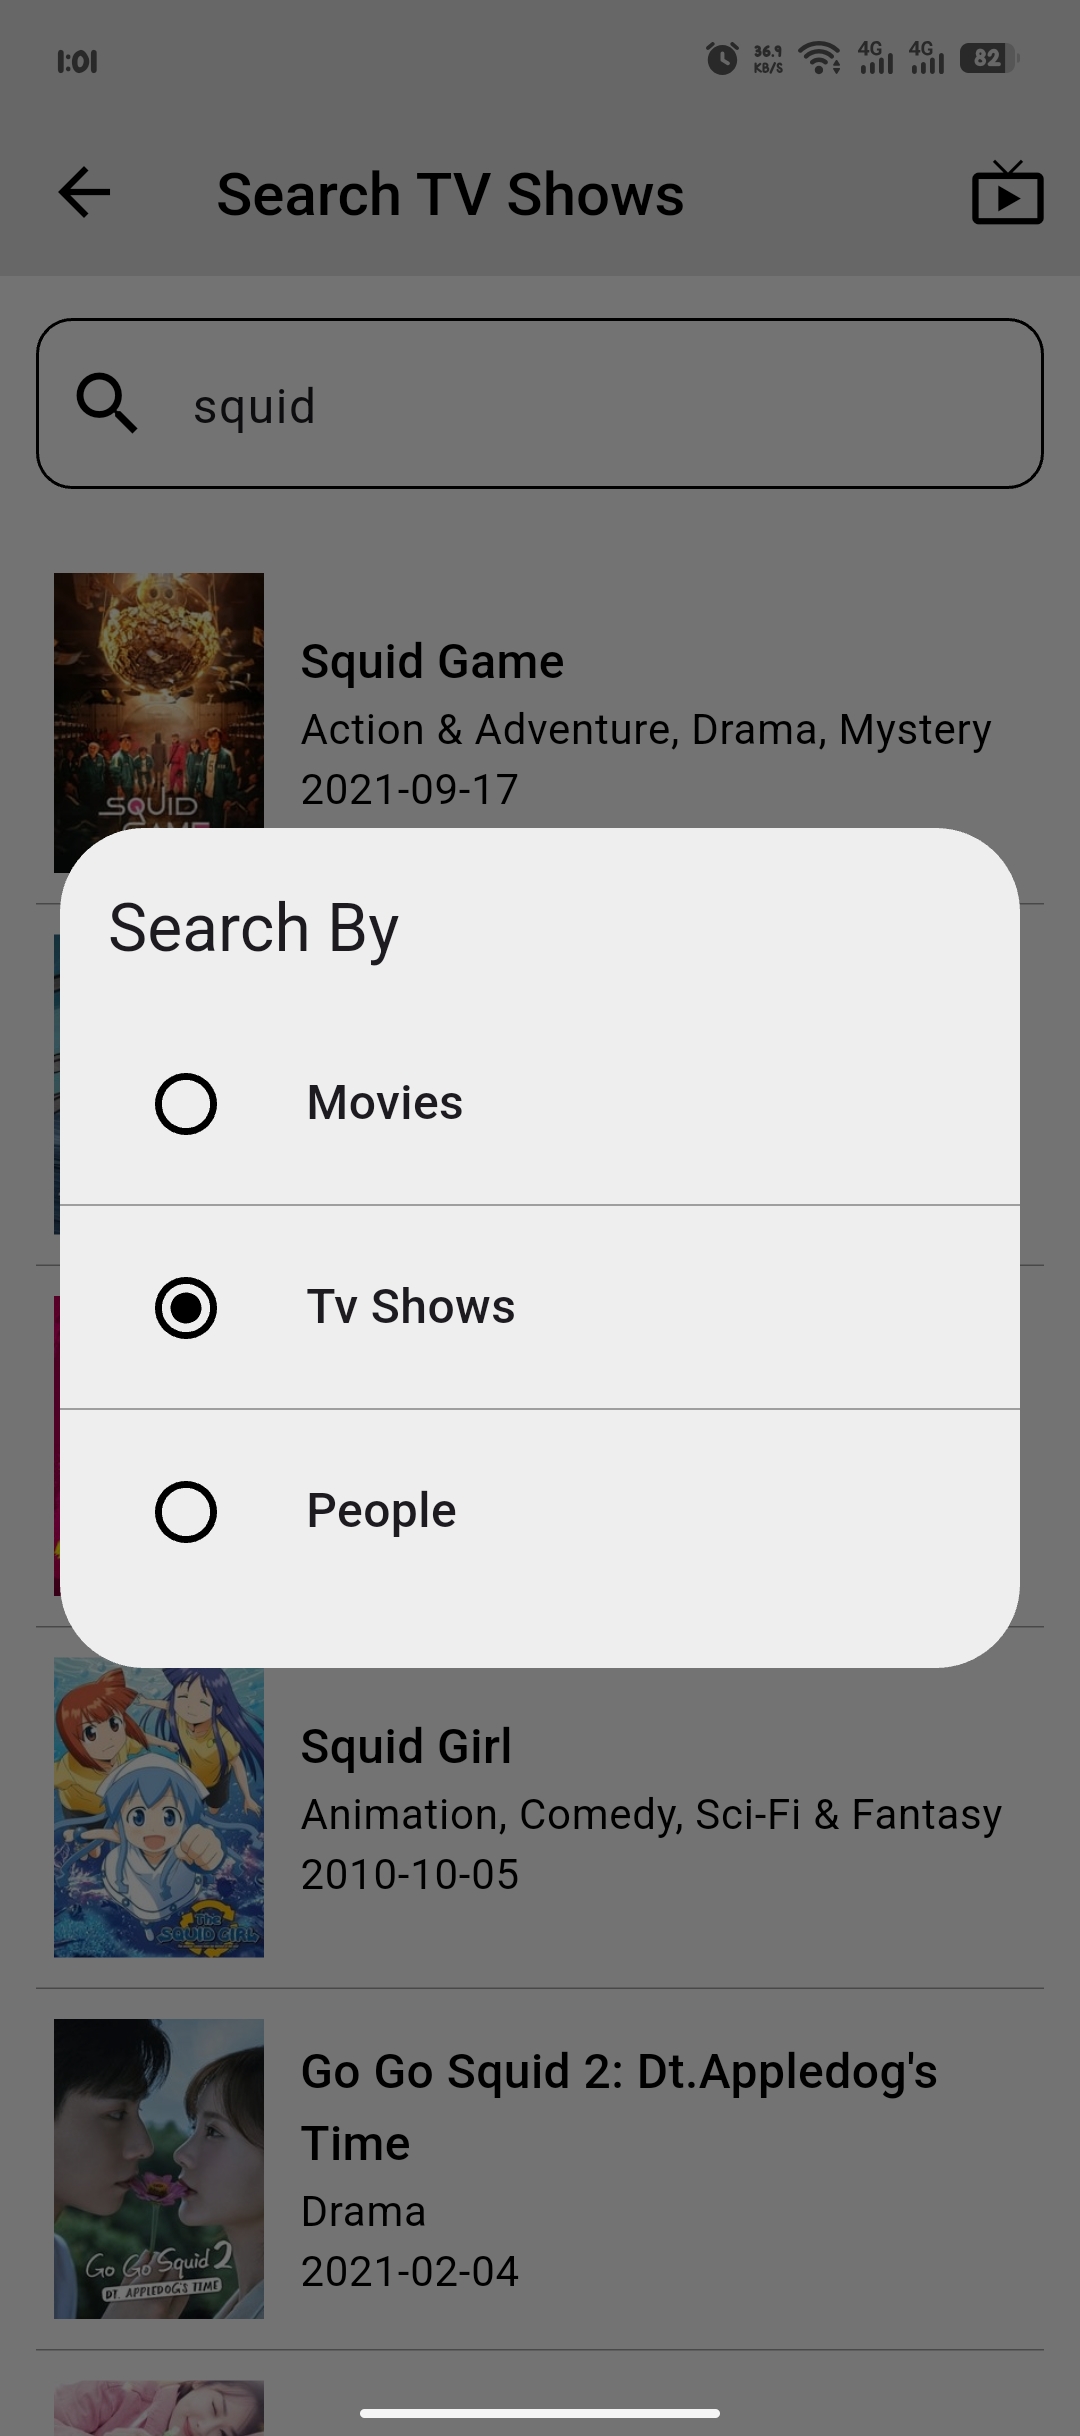 1:01
36.9
KB/S
4G
4G
82
Search TV Shows
squid
SQUID
Squid Game
Action & Adventure, Drama, Mystery
2021-09-17
Search By
Movies
Tv Shows
People
The
SQUID GIRL
Squid Girl
Animation, Comedy, Sci-Fi & Fantasy
2010-10-05
Go Go Squid 2
DT. APPLEDOG'S TIME
Go Go Squid 2: Dt.Appledog's
Time
Drama
2021-02-04